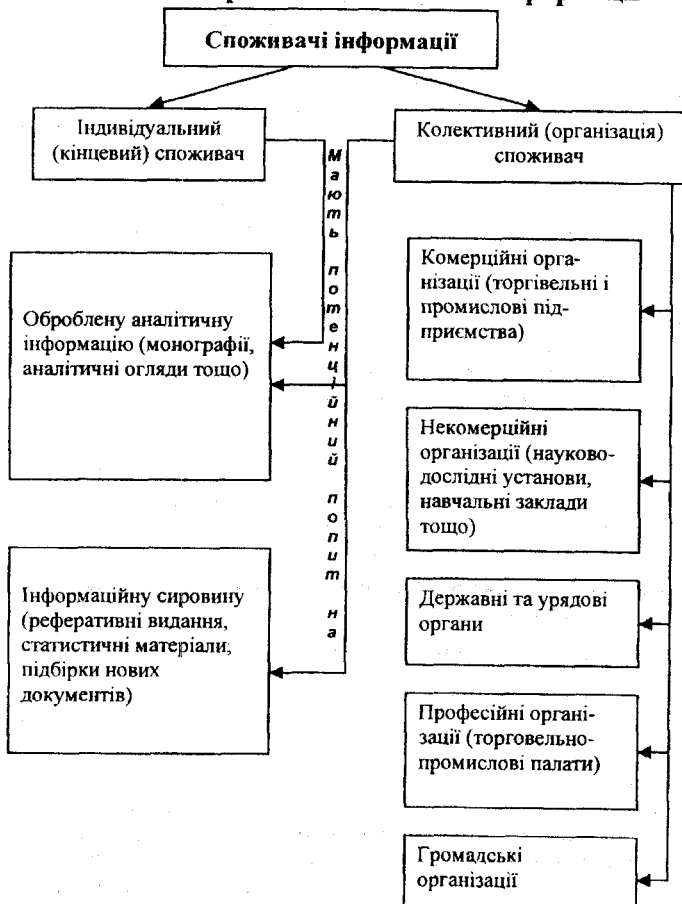 Споживачі інформації
Індивідуальний
(кінцевий) споживач
Колективний (організація)
споживач
Мають потенційний попит на
Оброблену аналітичну
інформацію (монографії,
аналітичні огляди тощо)
Інформаційну сировину
(реферативні видання,
статистичні матеріали,
підбірки нових
документів)
Комерційні орга-
нізації (торгівельні і
промислові під-
приємства)
Некомерційні
організації (науково-
дослідні установи,
навчальні заклади
тощо)
Державні та урядові
органи
Професійні органі-
зації (торговельно-
промислові палати)
Громадські
організації